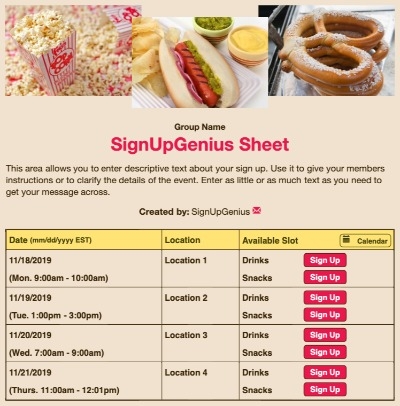 Group Name
SignUpGenius Sheet
This area allows you to enter descriptive text about your sign up. Use it to give your members
instructions or to clarify the details of the event. Enter as little or as much text as you need to
get your message across.
Created by: SignUpGenius
Date (mm/dd/yyyy EST) Location Available Slot Calendar
11/18/2019 Location 1 Drinks Sign Up
(Mon. 9:00am - 10:00am) Snacks Sign Up
11/19/2019 Location 2 Drinks Sign Up
(Tue. 1:00pm - 3:00pm) Snacks Sign Up
11/20/2019 Location 3 Drinks Sign Up
(Wed. 7:00am - 9:00am) Snacks Sign Up
11/21/2019 Location 4 Drinks Sign Up
(Thurs. 11:00am - 12:01pm) Snacks Sign Up